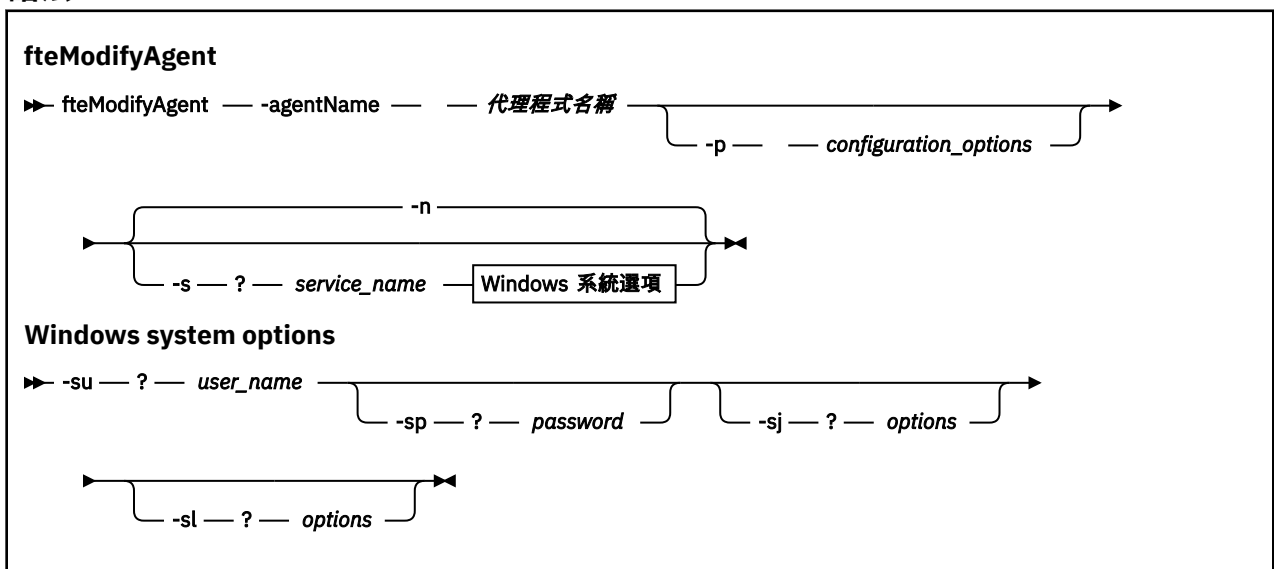 fteModifyAgent
fteModifyAgent -agentName 代理程式名稱
-p configuration_options
-n
-s ? service_name Windows 系統選項
Windows system options
-su ? user_name
-sp ? password -sj ? options
-sl ? options